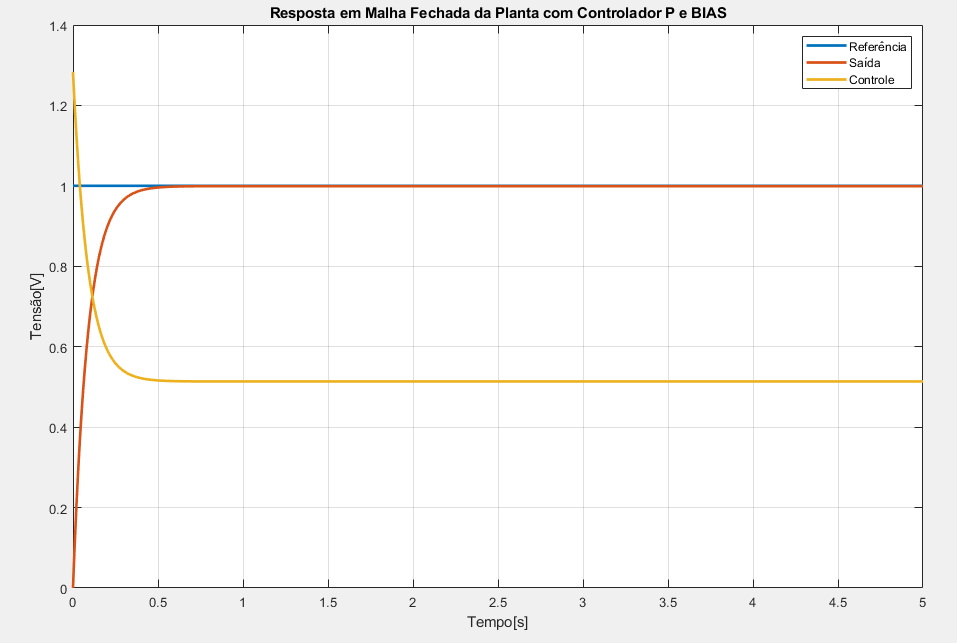 Resposta em Malha Fechada da Planta com Controlador P e BIAS
Referência
Saída
Controle
Tensão[V]
1.4
1.2
1
0.8
0.6
0.4
0.2
0
0 0.5 1 1.5 2 2.5 3 3.5 4 4.5 5
Tempo[s]